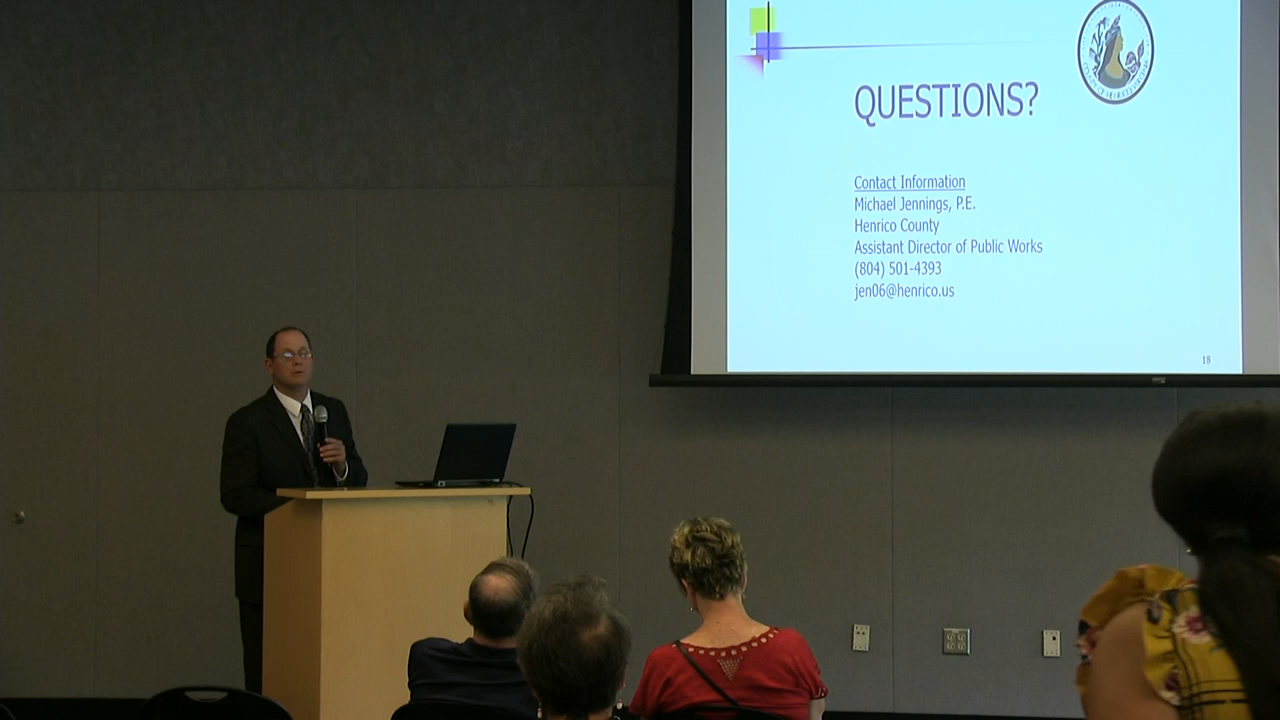 QUESTIONS?
Contact Information
Michael Jennings, P.E.
Henrico County
Assistant Director of Public Works
(804) 501-4393
jen06@henrico.us
18